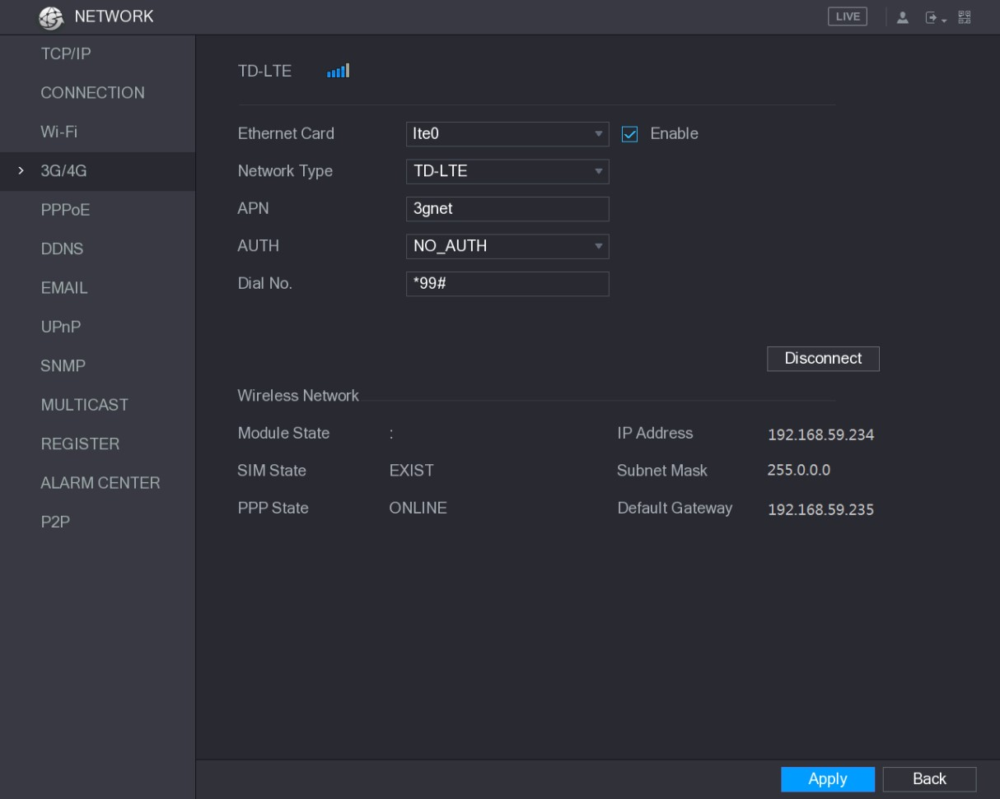 NETWORK
LIVE
TCP/IP
CONNECTION
Wi-Fi
3G/4G
PPPoE
DDNS
EMAIL
UPnP
SNMP
MULTICAST
REGISTER
ALARM CENTER
P2P
TD-LTE
Ethernet Card lte0 Enable
Network Type TD-LTE
APN 3gnet
AUTH NO_AUTH
Dial No. *99#
Disconnect
Wireless Network
Module State : IP Address 192.168.59.234
SIM State EXIST Subnet Mask 255.0.0.0
PPP State ONLINE Default Gateway 192.168.59.235
Apply Back